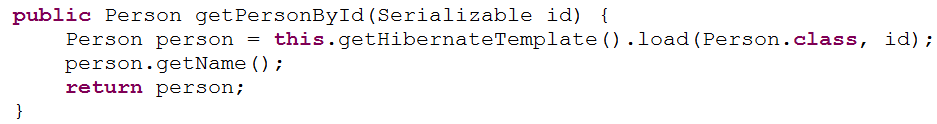 public Person getPersonById(Serializable id) {
    Person person = this.getHibernateTemplate().load(Person.class, id);
    person.getName();
    return person;
}